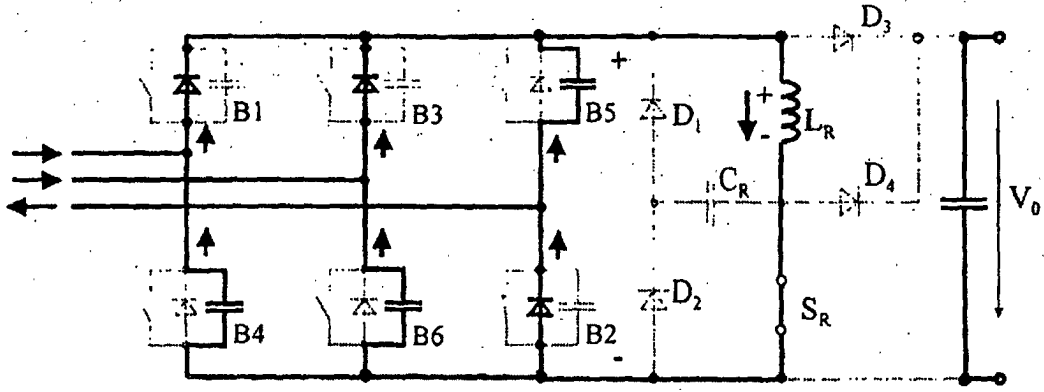 D3
B1
B3
B5
+
D1
+
-
LR
CR
D4
V0
B4
B6
B2
D2
SR
-